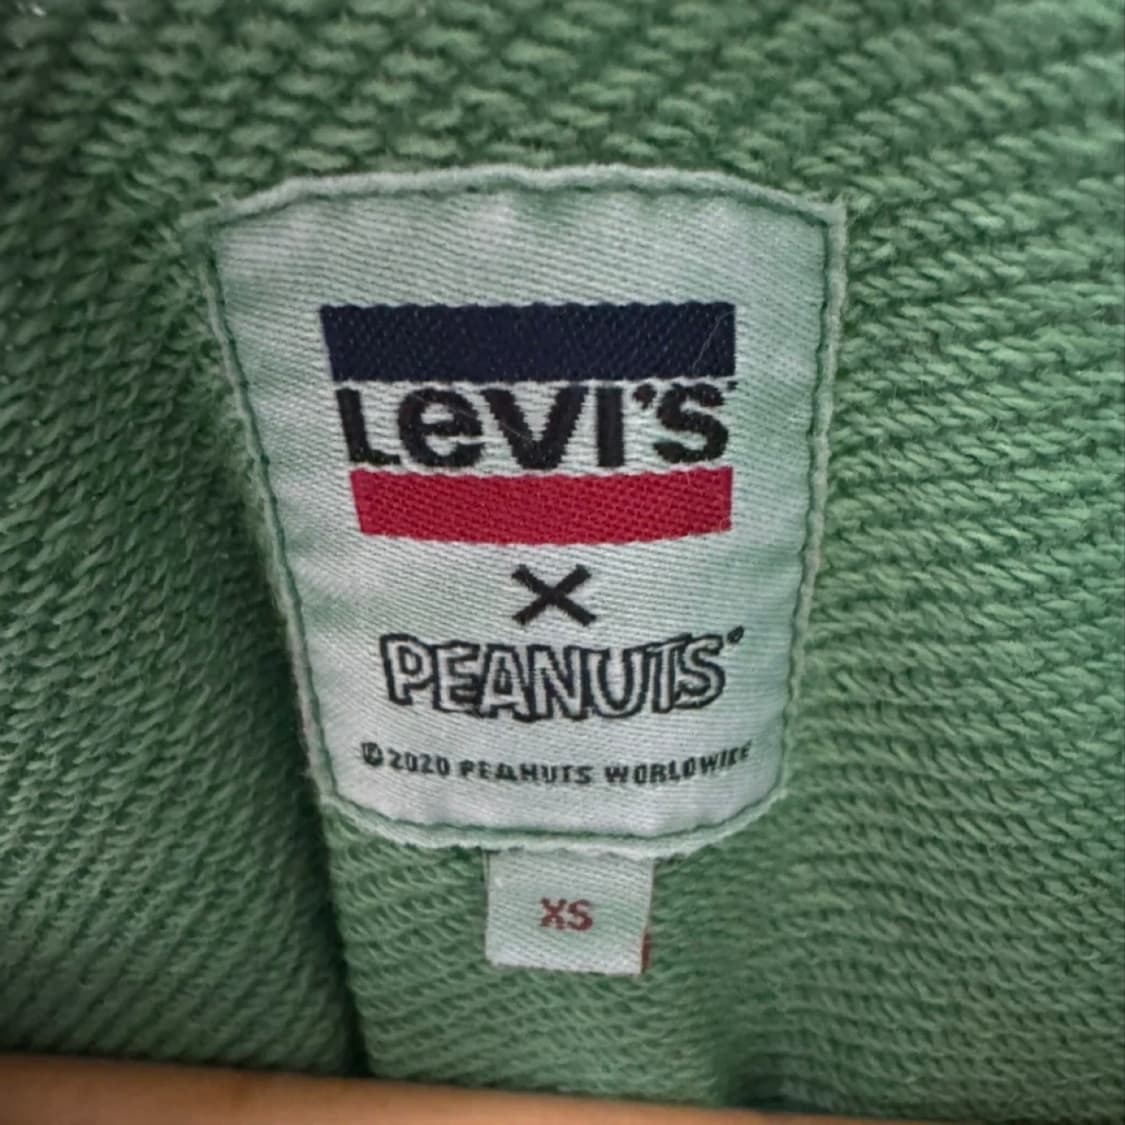 Levi's
×
PEANUTS®
© 2020 PEANUTS WORLDWIDE
XS